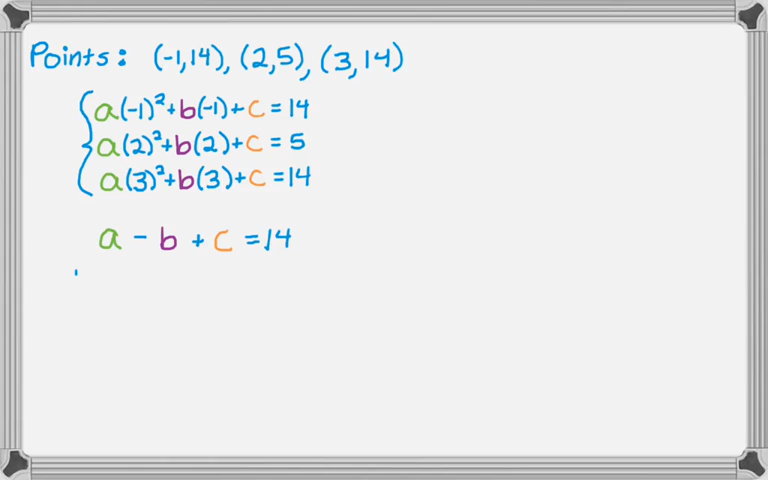 Points: (-1,14), (2,5), (3,14)
a(-1)²+b(-1)+c=14
a(2)²+b(2)+c=5
a(3)²+b(3)+c=14
a-b+c=14